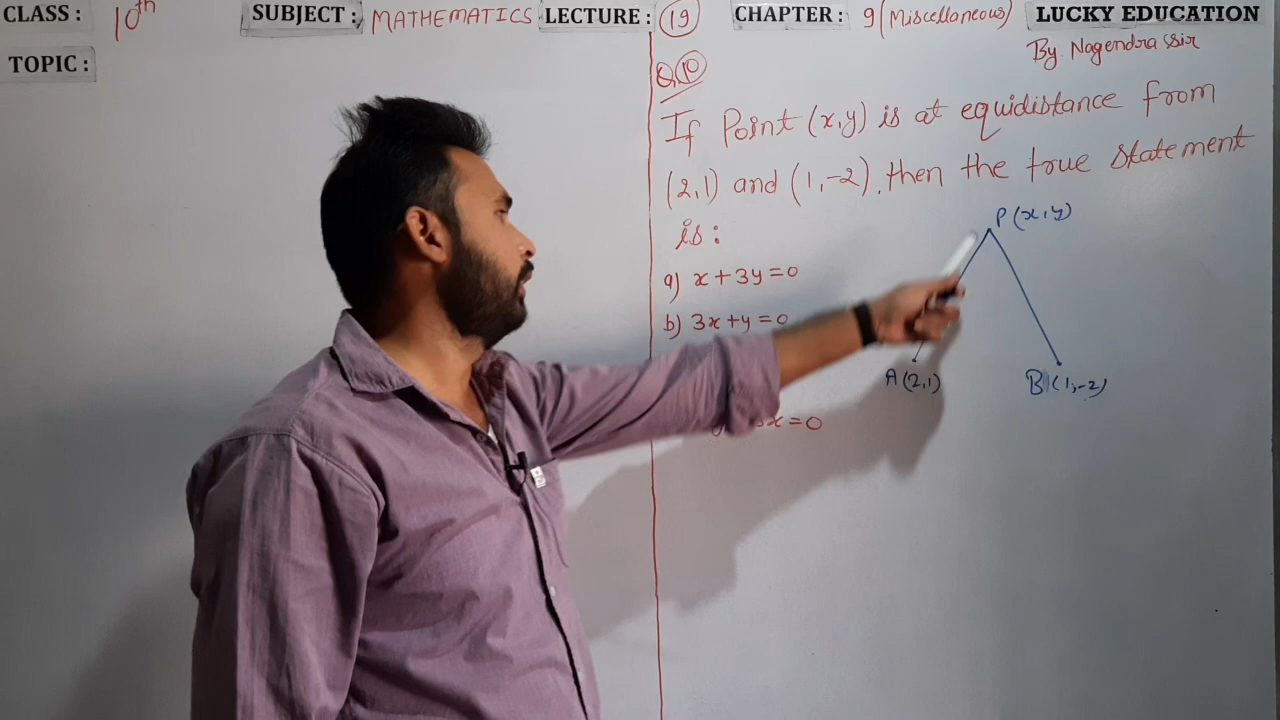 CLASS : 10th SUBJECT : MATHEMATICS LECTURE : 19 CHAPTER : 9 (Miscellaneous) LUCKY EDUCATION
By Nagendra Sir
TOPIC :
Q.10
If Point (x,y) is at equidistance from
(2,1) and (1,-2), then the true statement
is :
a) x + 3y = 0
b) 3x + y = 0
x = 0
P(x,y)
A(2,1)
B(1,-2)